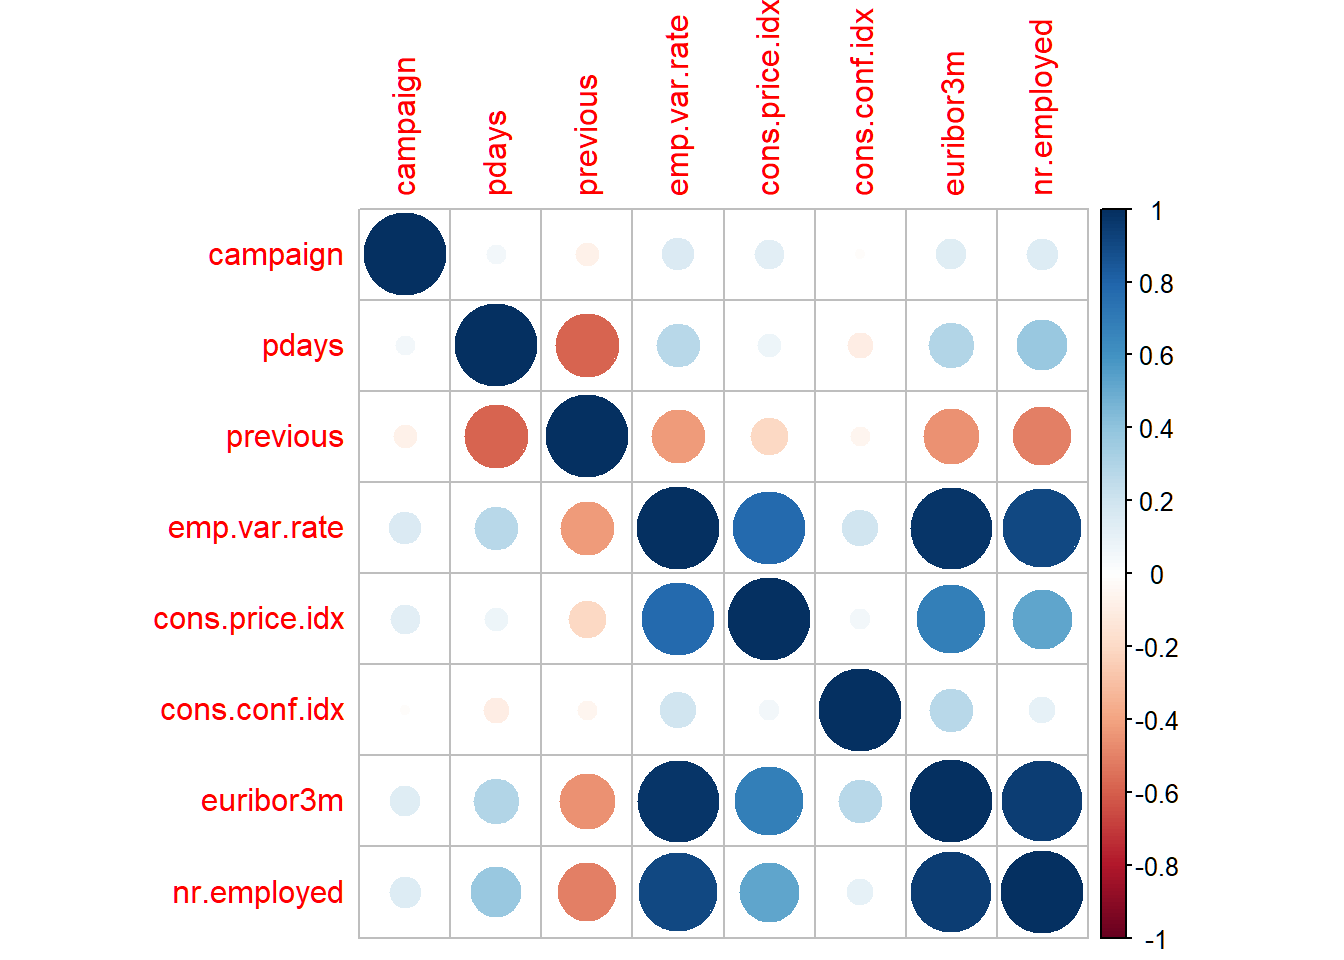 campaign
pdays
previous
emp.var.rate
cons.price.idx
cons.conf.idx
euribor3m
nr.employed
campaign
pdays
previous
emp.var.rate
cons.price.idx
cons.conf.idx
euribor3m
nr.employed
1
0.8
0.6
0.4
0.2
0
-0.2
-0.4
-0.6
-0.8
-1